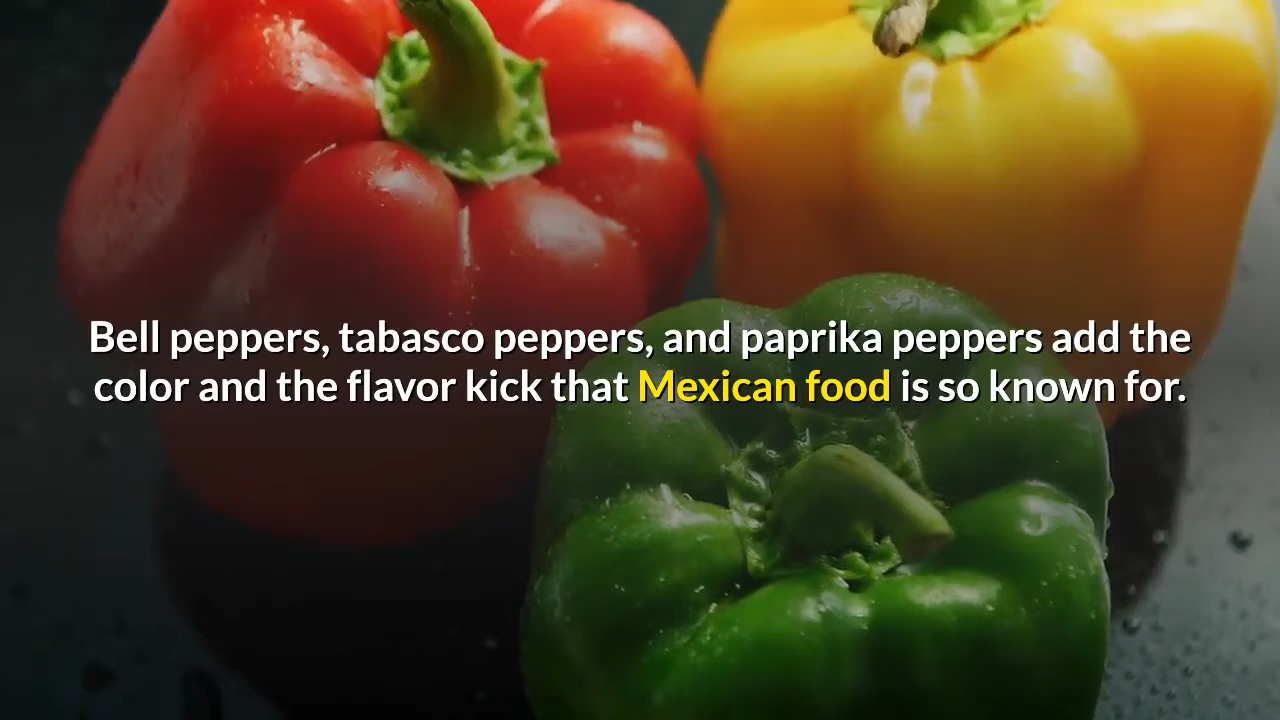 Bell peppers, tabasco peppers, and paprika peppers add the
color and the flavor kick that Mexican food is so known for.